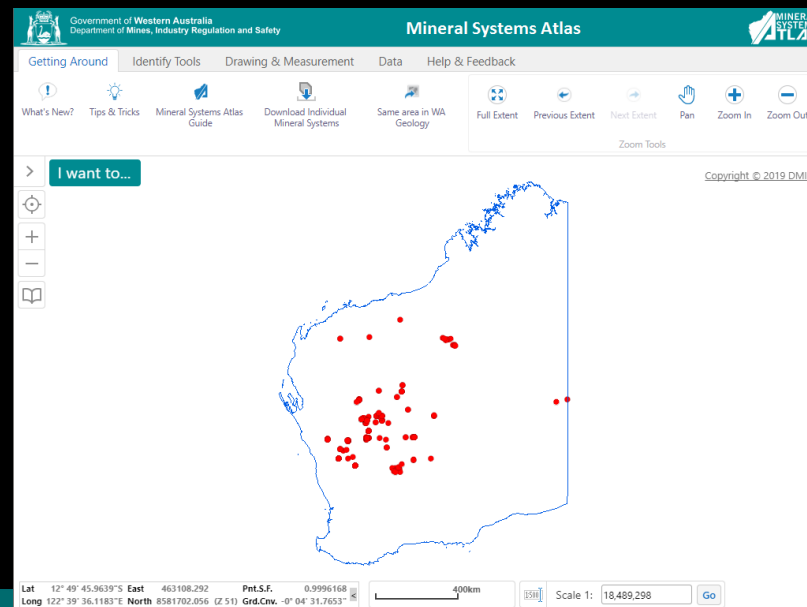 Government of Western Australia
Department of Mines, Industry Regulation and Safety
Mineral Systems Atlas
MINERAL
SYSTEMS
ATLAS
Getting Around Identify Tools Drawing & Measurement Data Help & Feedback
What's New? Tips & Tricks Mineral Systems Atlas Guide Download Individual Mineral Systems Same area in WA Geology Full Extent Previous Extent Next Extent Pan Zoom In Zoom Out
Zoom Tools
I want to...
Copyright © 2019 DMI
400km
1500
Scale 1: 18,489,298 Go
Lat 12° 49' 45.9639"S East 463108.292 Pnt.S.F. 0.9996168
Long 122° 39' 36.1183"E North 8581702.056 (Z 51) Grd.Cnv. -0° 04' 31.7653"